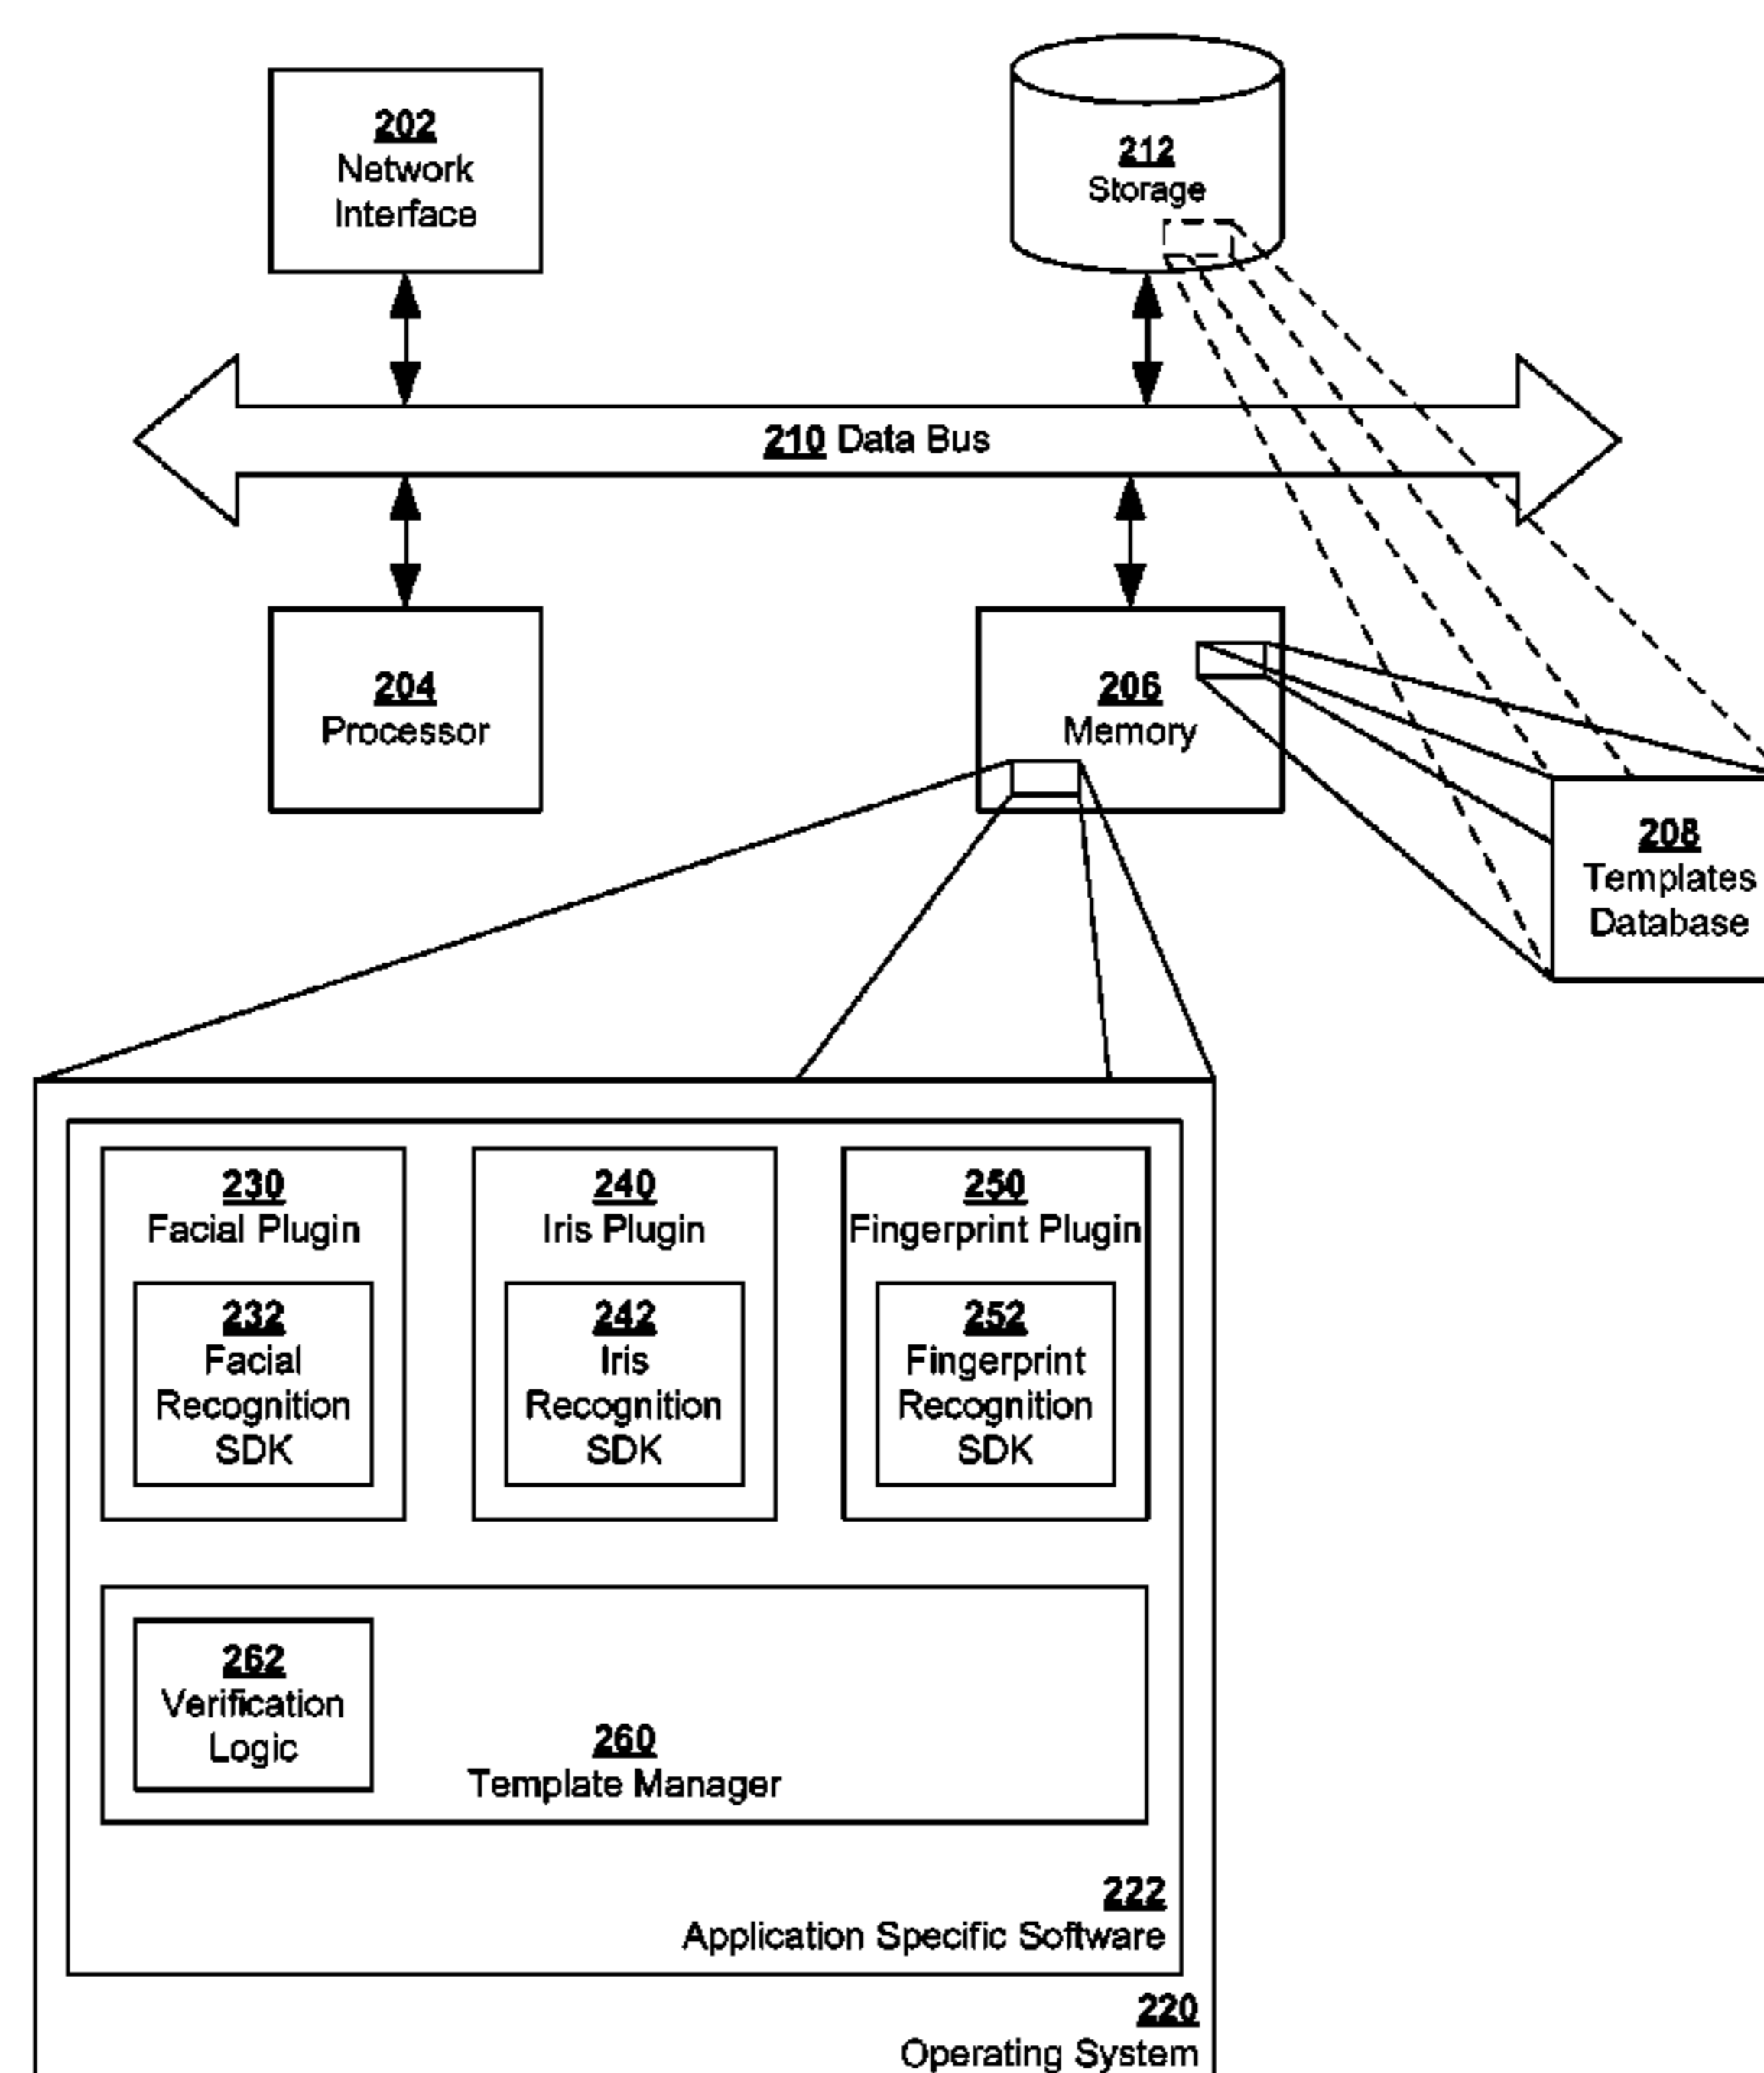 202
Network
Interface
212
Storage
210 Data Bus
204
Processor
206
Memory
208
Templates
Database
230
Facial Plugin
232
Facial
Recognition
SDK
240
Iris Plugin
242
Iris
Recognition
SDK
250
Fingerprint Plugin
252
Fingerprint
Recognition
SDK
262
Verification
Logic
260
Template Manager
222
Application Specific Software
220
Operating System